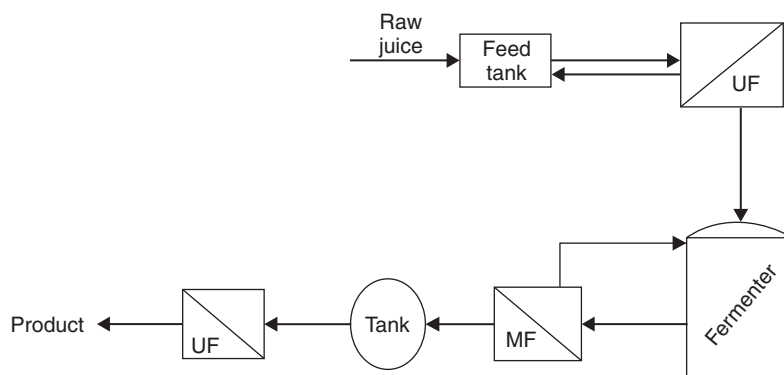 Raw
juice
Feed
tank
UF
Fermenter
MF
Tank
UF
Product